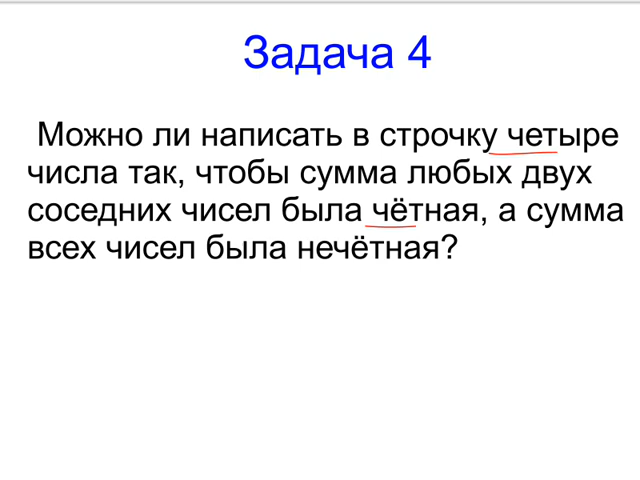 Задача 4
Можно ли написать в строчку четыре
числа так, чтобы сумма любых двух
соседних чисел была чётная, а сумма
всех чисел была нечётная?